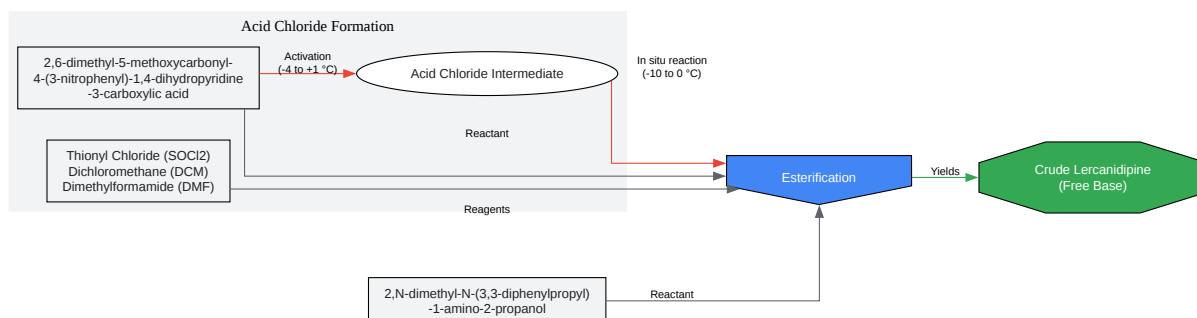 Acid Chloride Formation
2,6-dimethyl-5-methoxycarbonyl-
4-(3-nitrophenyl)-1,4-dihydropyridine
-3-carboxylic acid
Activation
(-4 to +1 °C)
Acid Chloride Intermediate
In situ reaction
(-10 to 0 °C)
Reactant
Thionyl Chloride (SOCl2)
Dichloromethane (DCM)
Dimethylformamide (DMF)
Reagents
Esterification
Yields
Crude Lercanidipine
(Free Base)
2,N-dimethyl-N-(3,3-diphenylpropyl)
-1-amino-2-propanol
Reactant